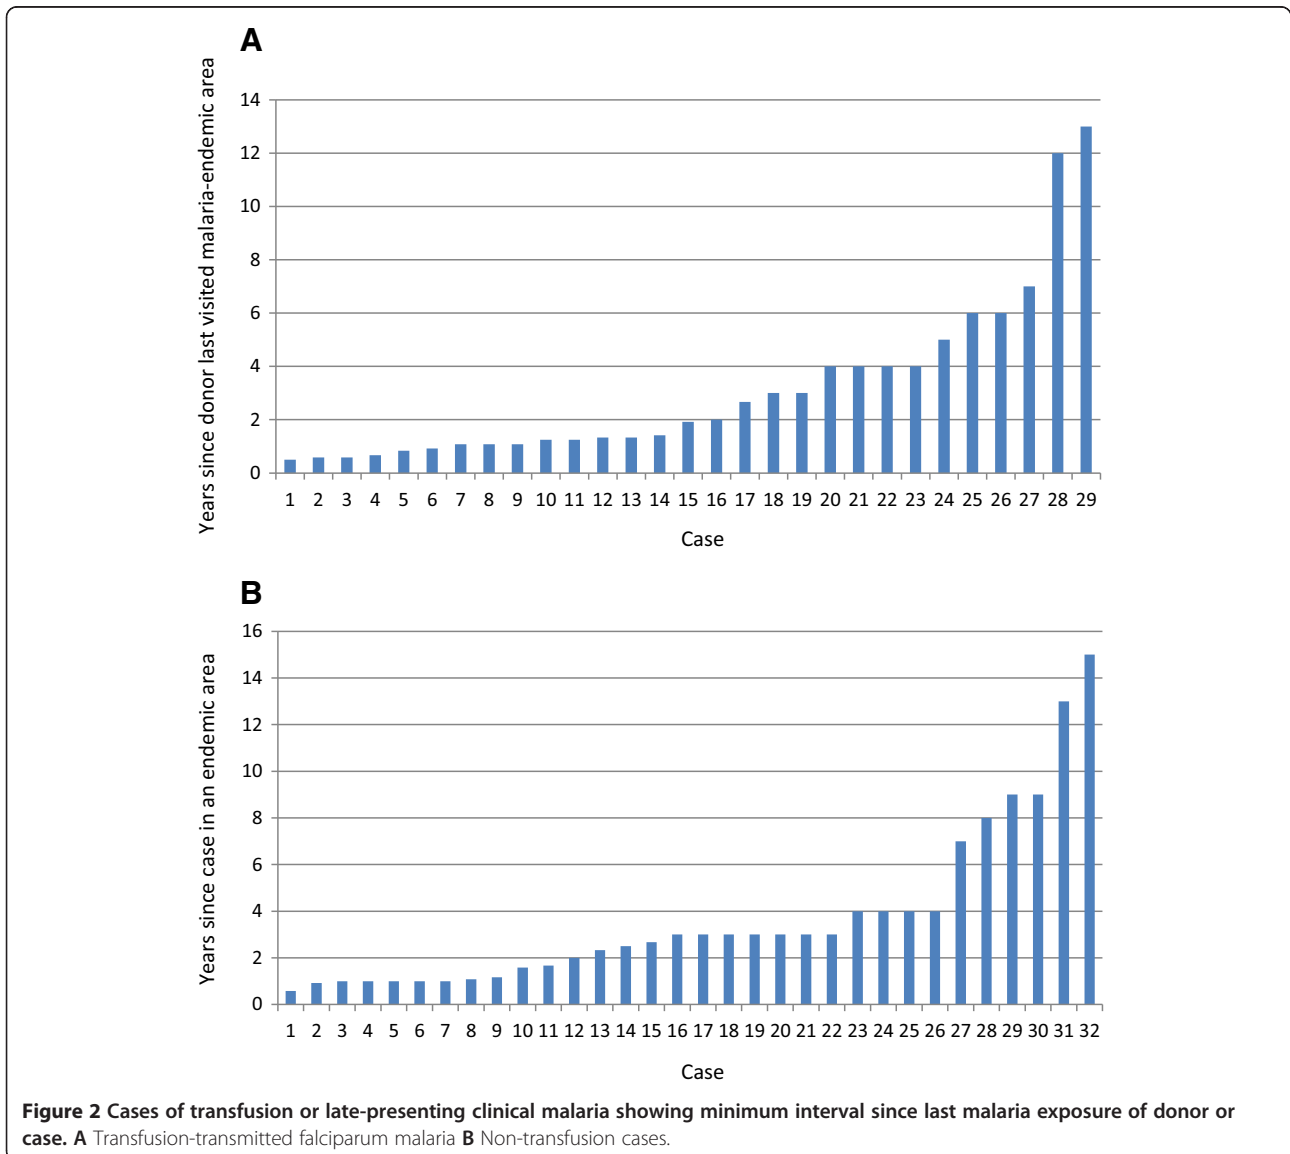 A
Years since donor last visited malaria-endemic area
14
12
10
8
6
4
2
0
1 2 3 4 5 6 7 8 9 10 11 12 13 14 15 16 17 18 19 20 21 22 23 24 25 26 27 28 29
Case
B
Years since case in an endemic area
16
14
12
10
8
6
4
2
0
1 2 3 4 5 6 7 8 9 10 11 12 13 14 15 16 17 18 19 20 21 22 23 24 25 26 27 28 29 30 31 32
Case
Figure 2 Cases of transfusion or late-presenting clinical malaria showing minimum interval since last malaria exposure of donor or
case. A Transfusion-transmitted falciparum malaria B Non-transfusion cases.